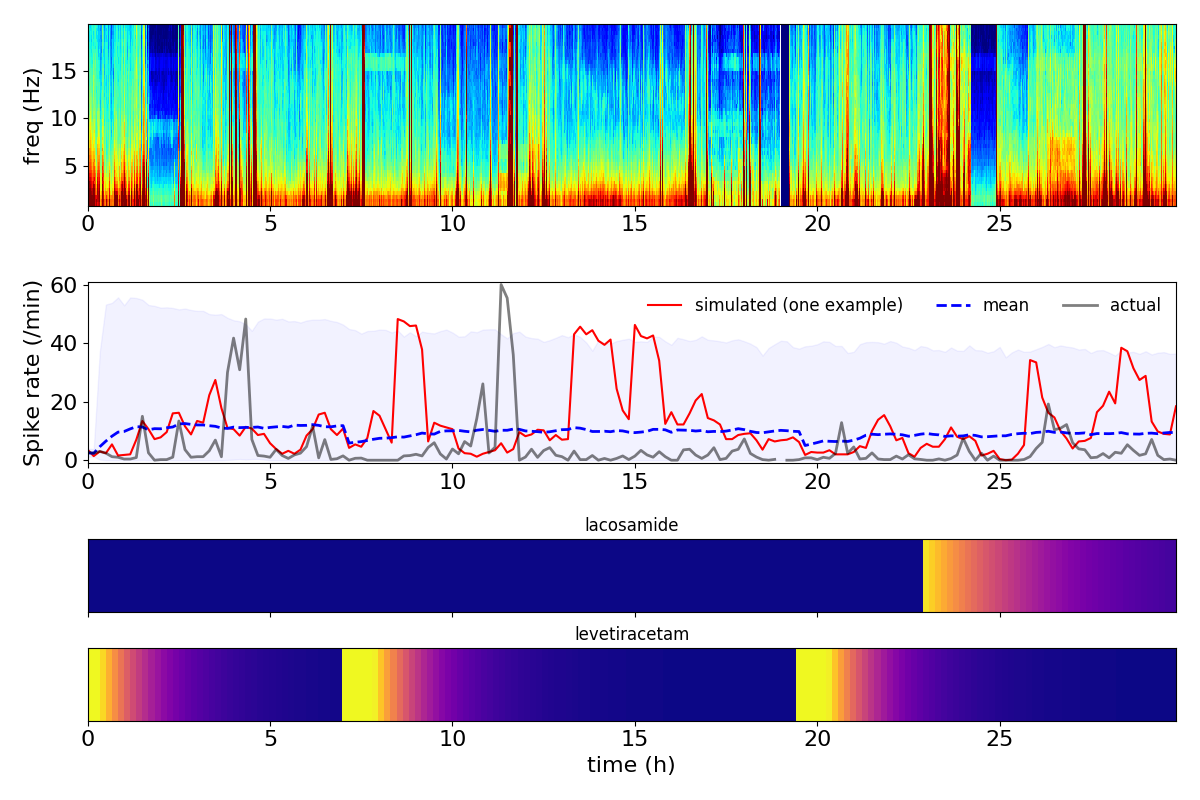 freq (Hz)
15
10
5
0 5 10 15 20 25
Spike rate (/min)
60
40
20
0
simulated (one example) mean actual
0 5 10 15 20 25
lacosamide
levetiracetam
0 5 10 15 20 25
time (h)